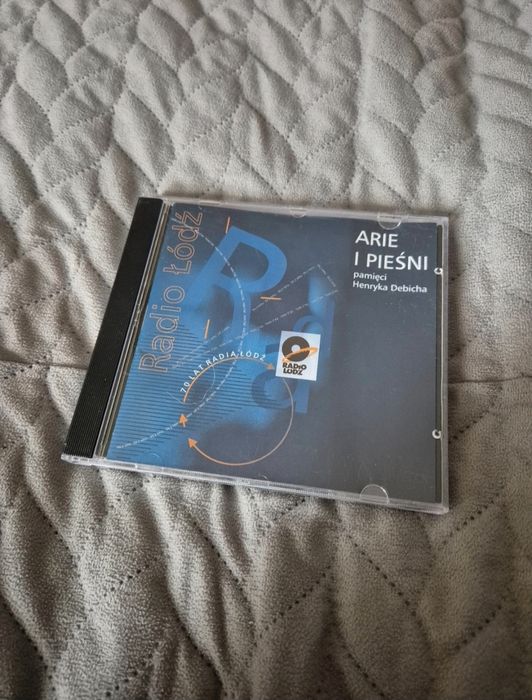 Radio Łódź
ARIE
I PIEŚNI
pamięci
Henryka Debicha
70 LAT RADIA ŁÓDŹ
RADIO
ŁÓDŹ
R
a
d